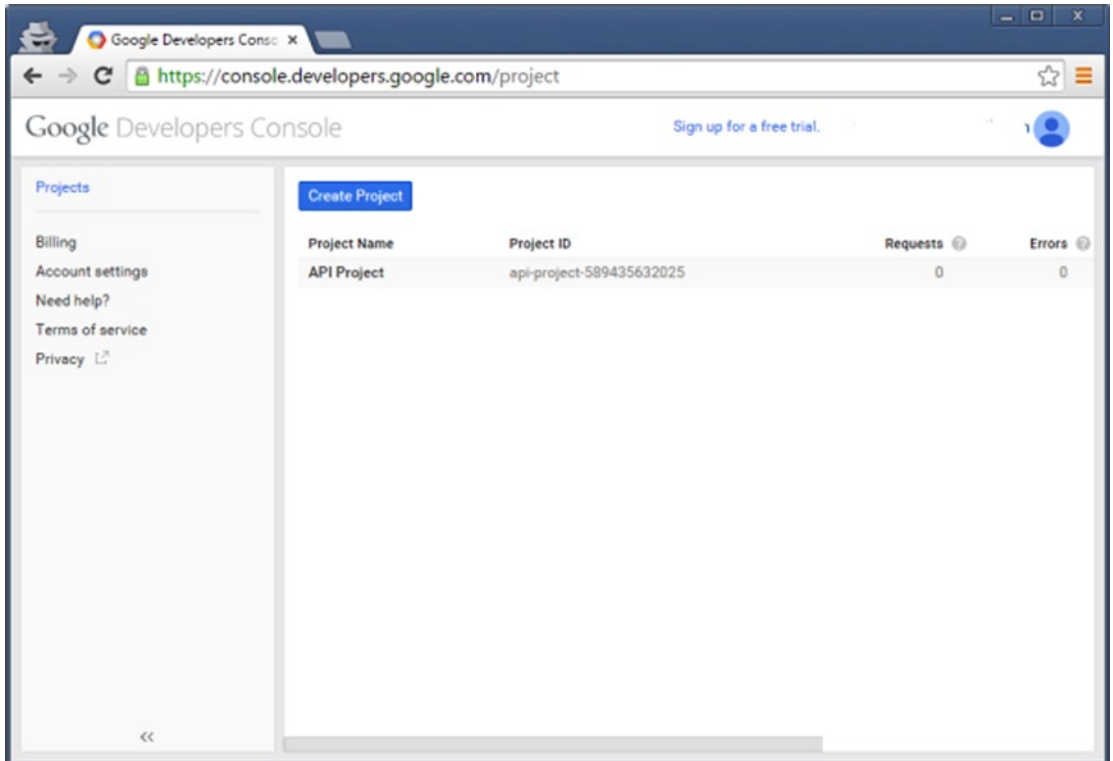 Google Developers Conso
https://console.developers.google.com/project
Google Developers Console
Sign up for a free trial.
Projects
Billing
Account settings
Need help?
Terms of service
Privacy
Create Project
Project Name Project ID Requests Errors
API Project api-project-589435632025 0 0